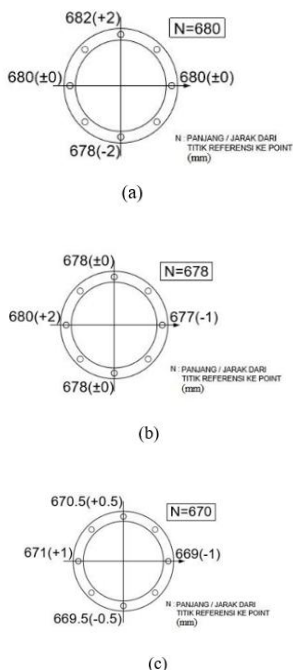 682(+2)
N=680
680(±0)
680(±0)
678(-2)
N : PANJANG / JARAK DARI
TITIK REFERENSI KE POINT
(mm)
(a)
678(±0)
N=678
680(+2)
677(-1)
678(±0)
N : PANJANG / JARAK DARI
TITIK REFERENSI KE POINT
(mm)
(b)
670.5(+0.5)
N=670
671(+1)
669(-1)
669.5(-0.5)
N : PANJANG / JARAK DARI
TITIK REFERENSI KE POINT
(mm)
(c)